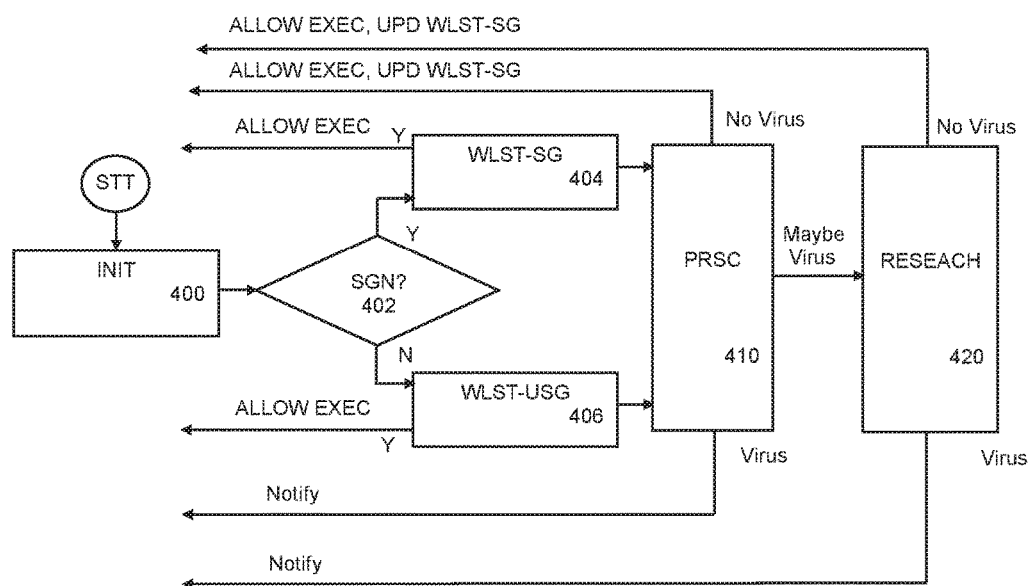 ALLOW EXEC, UPD WLST-SG
ALLOW EXEC, UPD WLST-SG
No Virus
No Virus
ALLOW EXEC
Y
WLST-SG
404
STT
INIT
400
Y
SGN?
402
N
PRSC
410
Maybe
Virus
RESEACH
420
WLST-USG
406
ALLOW EXEC
Y
Virus
Virus
Notify
Notify